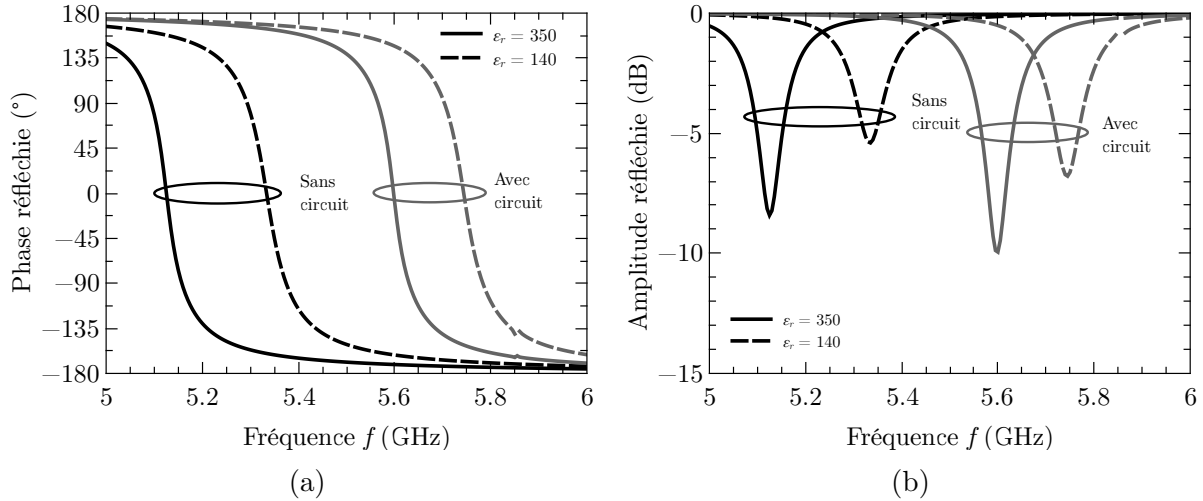 180
135
90
45
0
−45
−90
−135
−180
Phase réfléchie (°)
εr = 350
εr = 140
Sans
circuit
Avec
circuit
5
5.2
5.4
5.6
5.8
6
Fréquence f (GHz)
(a)
0
−5
−10
−15
Amplitude réfléchie (dB)
Sans
circuit
Avec
circuit
εr = 350
εr = 140
5
5.2
5.4
5.6
5.8
6
Fréquence f (GHz)
(b)